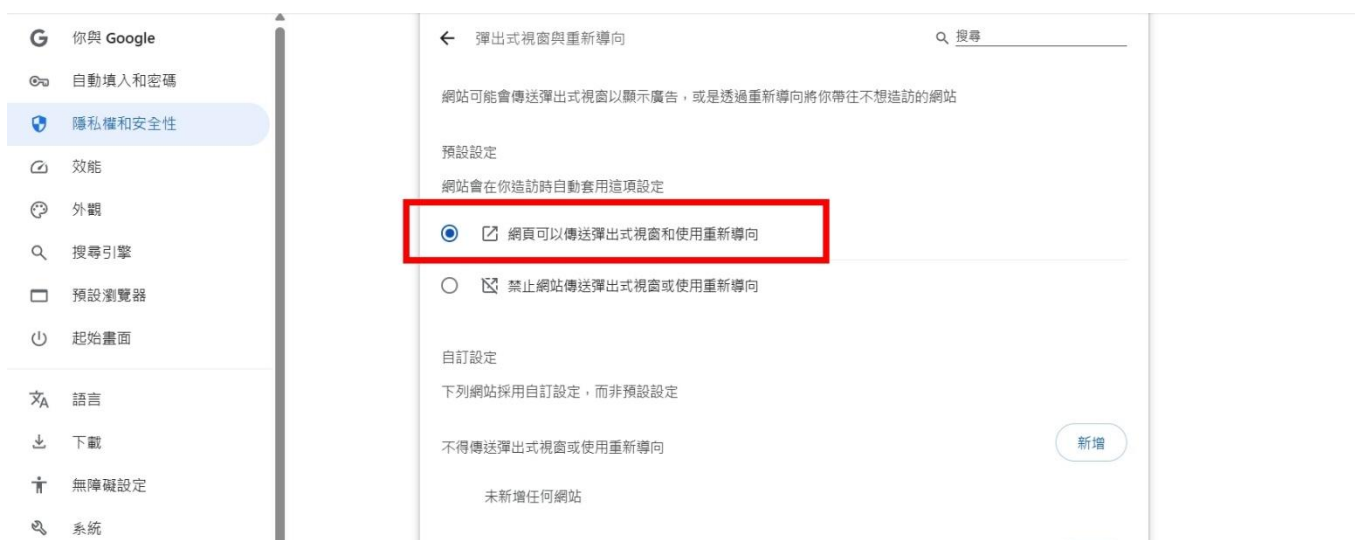 你與 Google
自動填入和密碼
隱私權和安全性
效能
外觀
搜尋引擎
預設瀏覽器
起始畫面
語言
下載
無障礙設定
系統
彈出式視窗與重新導向
搜尋
網站可能會傳送彈出式視窗以顯示廣告，或是透過重新導向將你帶往不想造訪的網站
預設設定
網站會在你造訪時自動套用這項設定
網頁可以傳送彈出式視窗和使用重新導向
禁止網站傳送彈出式視窗或使用重新導向
自訂設定
下列網站採用自訂設定，而非預設設定
不得傳送彈出式視窗或使用重新導向
新增
未新增任何網站